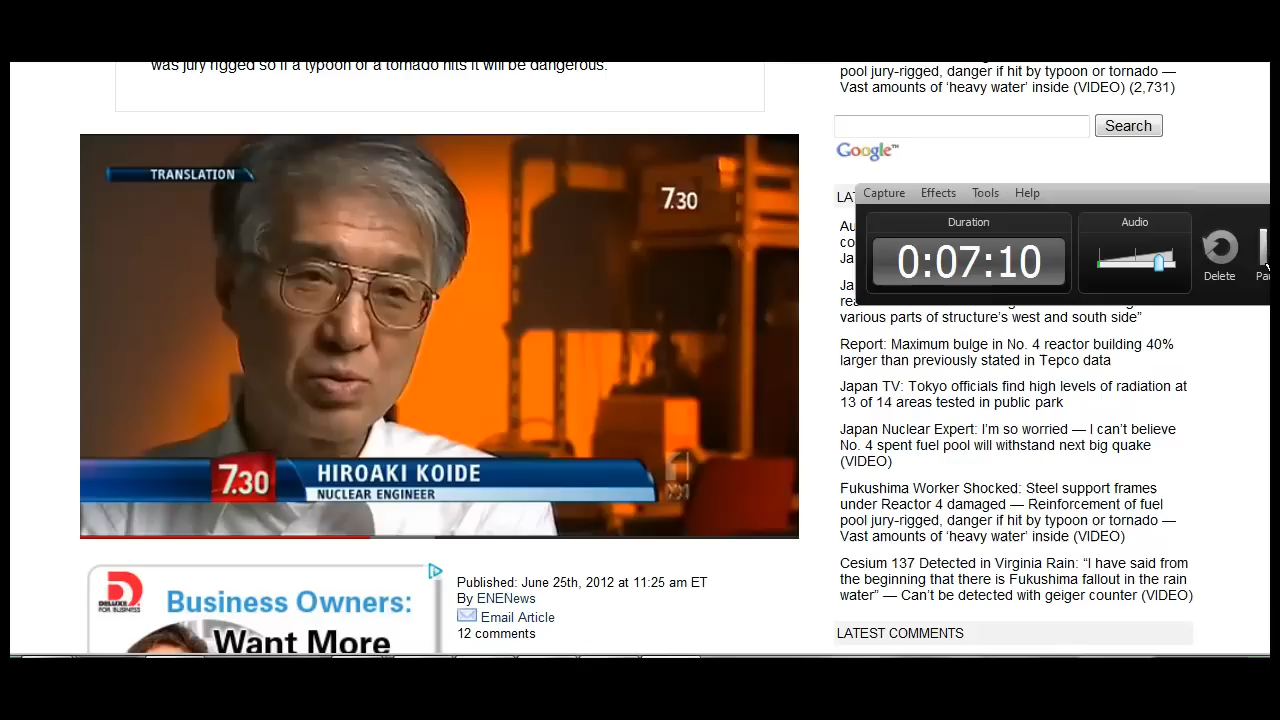 was jury rigged so if a typhoon or a tornado hits it will be dangerous.
TRANSLATION
7.30
7.30
HIROAKI KOIDE
NUCLEAR ENGINEER
DELUXE
FOR BUSINESS
Business Owners:
Want More
Published: June 25th, 2012 at 11:25 am ET
By ENENews
Email Article
12 comments
pool jury-rigged, danger if hit by typhoon or tornado —
Vast amounts of ‘heavy water’ inside (VIDEO) (2,731)
Search
Google™
Capture Effects Tools Help
Duration
0:07:10
Audio
Delete
various parts of structure’s west and south side”
Report: Maximum bulge in No. 4 reactor building 40%
larger than previously stated in Tepco data
Japan TV: Tokyo officials find high levels of radiation at
13 of 14 areas tested in public park
Japan Nuclear Expert: I’m so worried — I can’t believe
No. 4 spent fuel pool will withstand next big quake
(VIDEO)
Fukushima Worker Shocked: Steel support frames
under Reactor 4 damaged — Reinforcement of fuel
pool jury-rigged, danger if hit by typhoon or tornado —
Vast amounts of ‘heavy water’ inside (VIDEO)
Cesium 137 Detected in Virginia Rain: “I have said from
the beginning that there is Fukushima fallout in the rain
water” — Can’t be detected with geiger counter (VIDEO)
LATEST COMMENTS